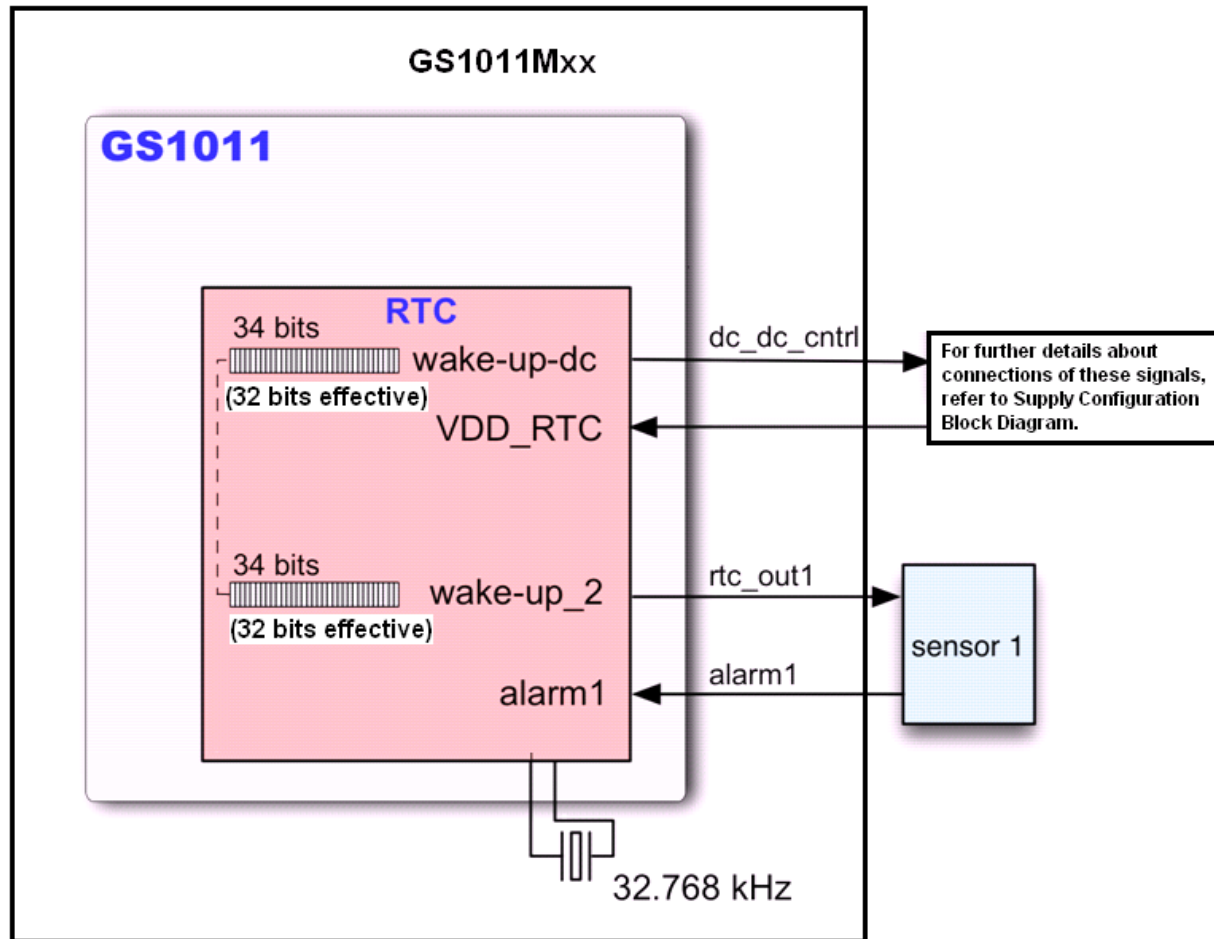 GS1011Mxx
GS1011
RTC
34 bits
wake-up-dc
(32 bits effective)
VDD_RTC
34 bits
wake-up_2
(32 bits effective)
alarm1
dc_dc_cntrl
For further details about
connections of these signals,
refer to Supply Configuration
Block Diagram.
rtc_out1
alarm1
sensor 1
32.768 kHz